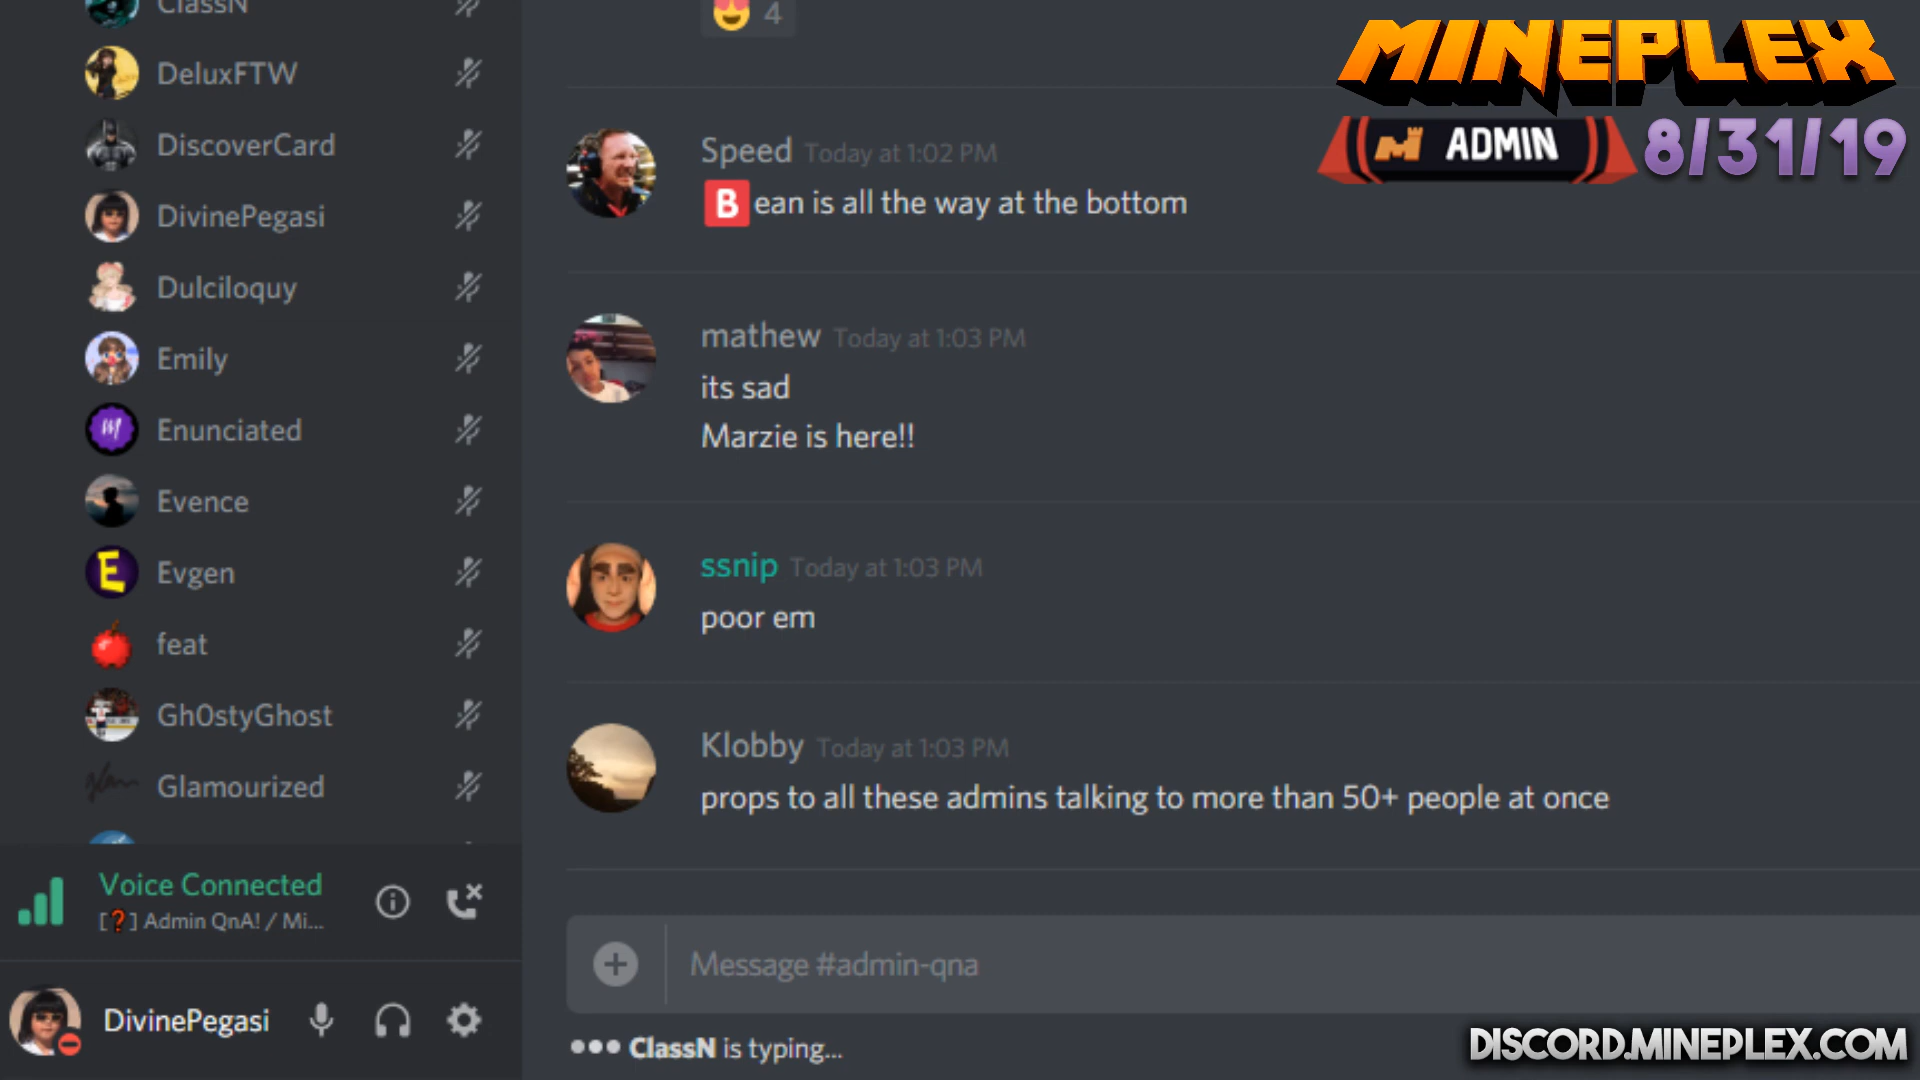 ClassN
DeluxFTW
DiscoverCard
DivinePegasi
Dulciloquy
Emily
Enunciated
Evence
E
Evgen
feat
Gh0styGhost
Glamourized
Voice Connected
[❓] Admin QnA! / Mi...
DivinePegasi
😍 4
Speed Today at 1:02 PM
🅱ean is all the way at the bottom
mathew Today at 1:03 PM
its sad
Marzie is here!!
ssnip Today at 1:03 PM
poor em
Klobby Today at 1:03 PM
props to all these admins talking to more than 50+ people at once
Message #admin-qna
ClassN is typing...
MINEPLEX
ADMIN 8/31/19
DISCORD.MINEPLEX.COM